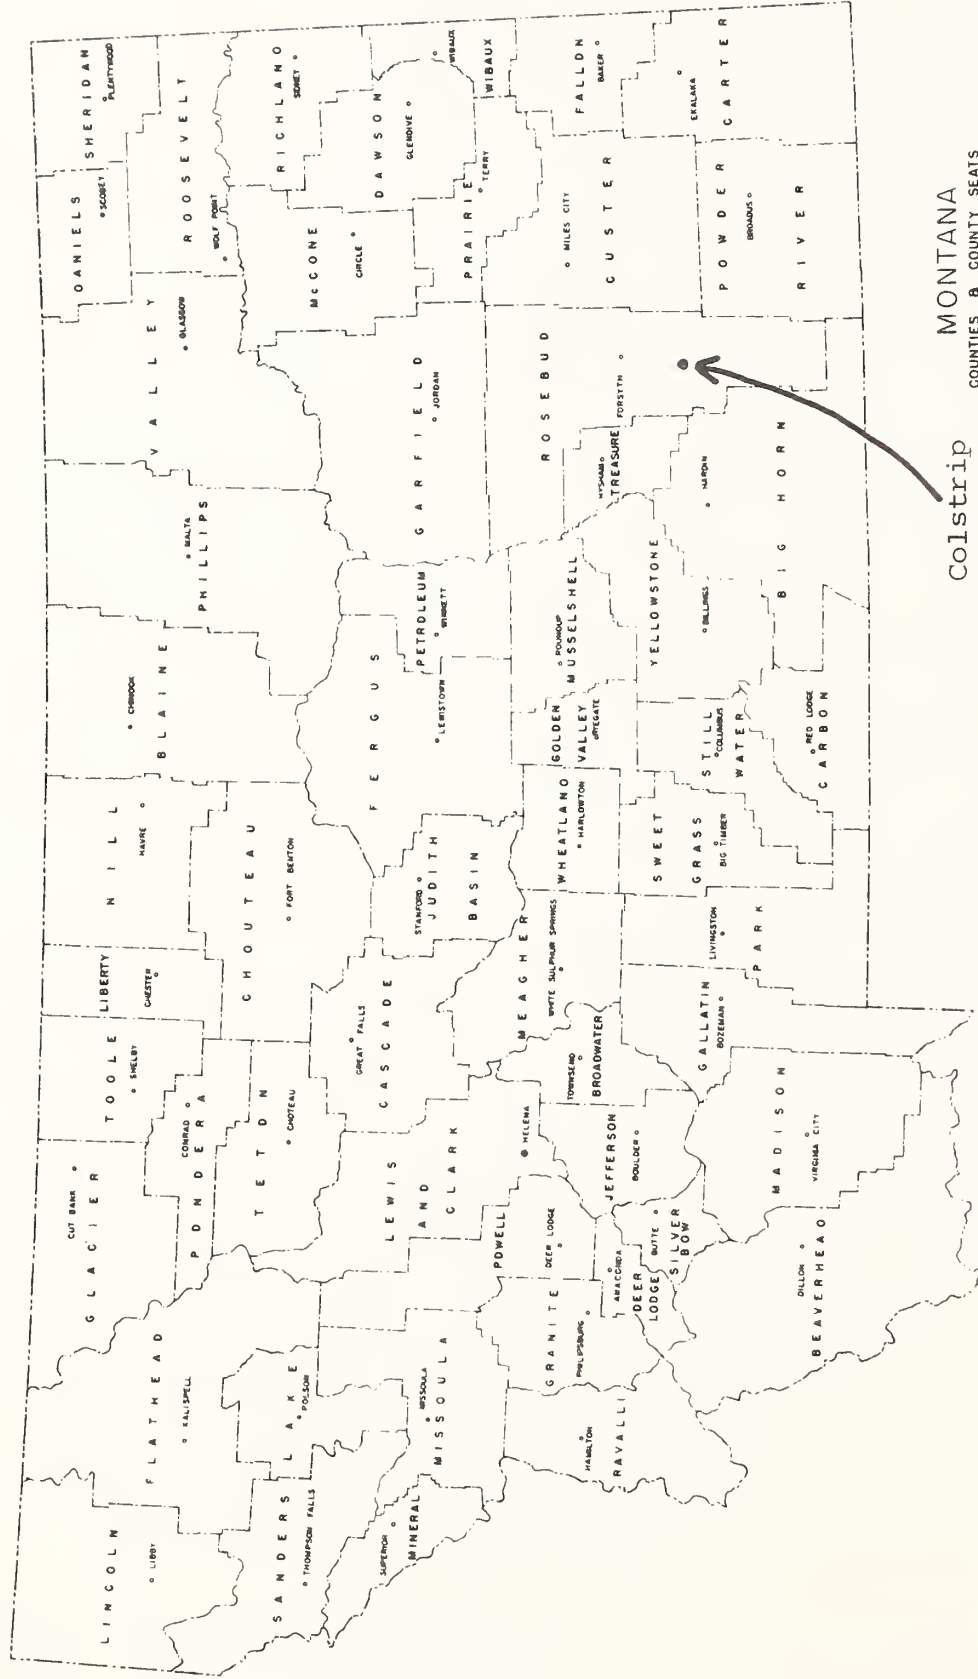 LINCOLN
LIBBY
FLATHEAD
KALISPELL
GLACIER
CUT BANK
TOOLE
SHELBY
LIBERTY
CHESTER
HILL
HAVRE
BLAINE
CHINOOK
PHILLIPS
MALTA
VALLEY
GLASGOW
DANIELS
SCOBEY
SHERIDAN
PLENTYWOOD
ROOSEVELT
WOLF POINT
SANDERS
THOMPSON FALLS
LAKE
POLSON
PONDERA
CONRAD
TETON
CHOTEAU
CHOUTEAU
FORT BENTON
RICHLAND
SIDNEY
McCONE
CIRCLE
DAWSON
GLENDIVE
WIBAUX
WIBAUX
MINERAL
SUPERIOR
MISSOULA
MISSOULA
LEWIS
AND
CLARK
HELENA
CASCADE
GREAT FALLS
JUDITH
BASIN
STANFORD
FERGUS
LEWISTOWN
PETROLEUM
WINNETT
GARFIELD
JORDAN
PRAIRIE
TERRY
POWELL
DEER LODGE
GRANITE
PHILIPSBURG
RAVALLI
HAMILTON
DEER
LODGE
ANACONDA
SILVER
BOW
BUTTE
JEFFERSON
BOULDER
BROADWATER
TOWNSEND
MEAGHER
WHITE SULPHUR SPRINGS
WHEATLAND
HARLOWTON
GOLDEN
VALLEY
RYEGATE
MUSSELSHELL
ROUNDUP
TREASURE
HYSHAM
ROSEBUD
FORSYTH
CUSTER
MILES CITY
FALLON
BAKER
BEAVERHEAD
DILLON
MADISON
VIRGINIA CITY
GALLATIN
BOZEMAN
PARK
LIVINGSTON
SWEET
GRASS
BIG TIMBER
STILL
WATER
COLUMBUS
CARBON
RED LODGE
YELLOWSTONE
BILLINGS
BIG HORN
HARDIN
POWDER
RIVER
BROADUS
CARTER
EKALAKA
Colstrip
MONTANA
COUNTIES & COUNTY SEATS